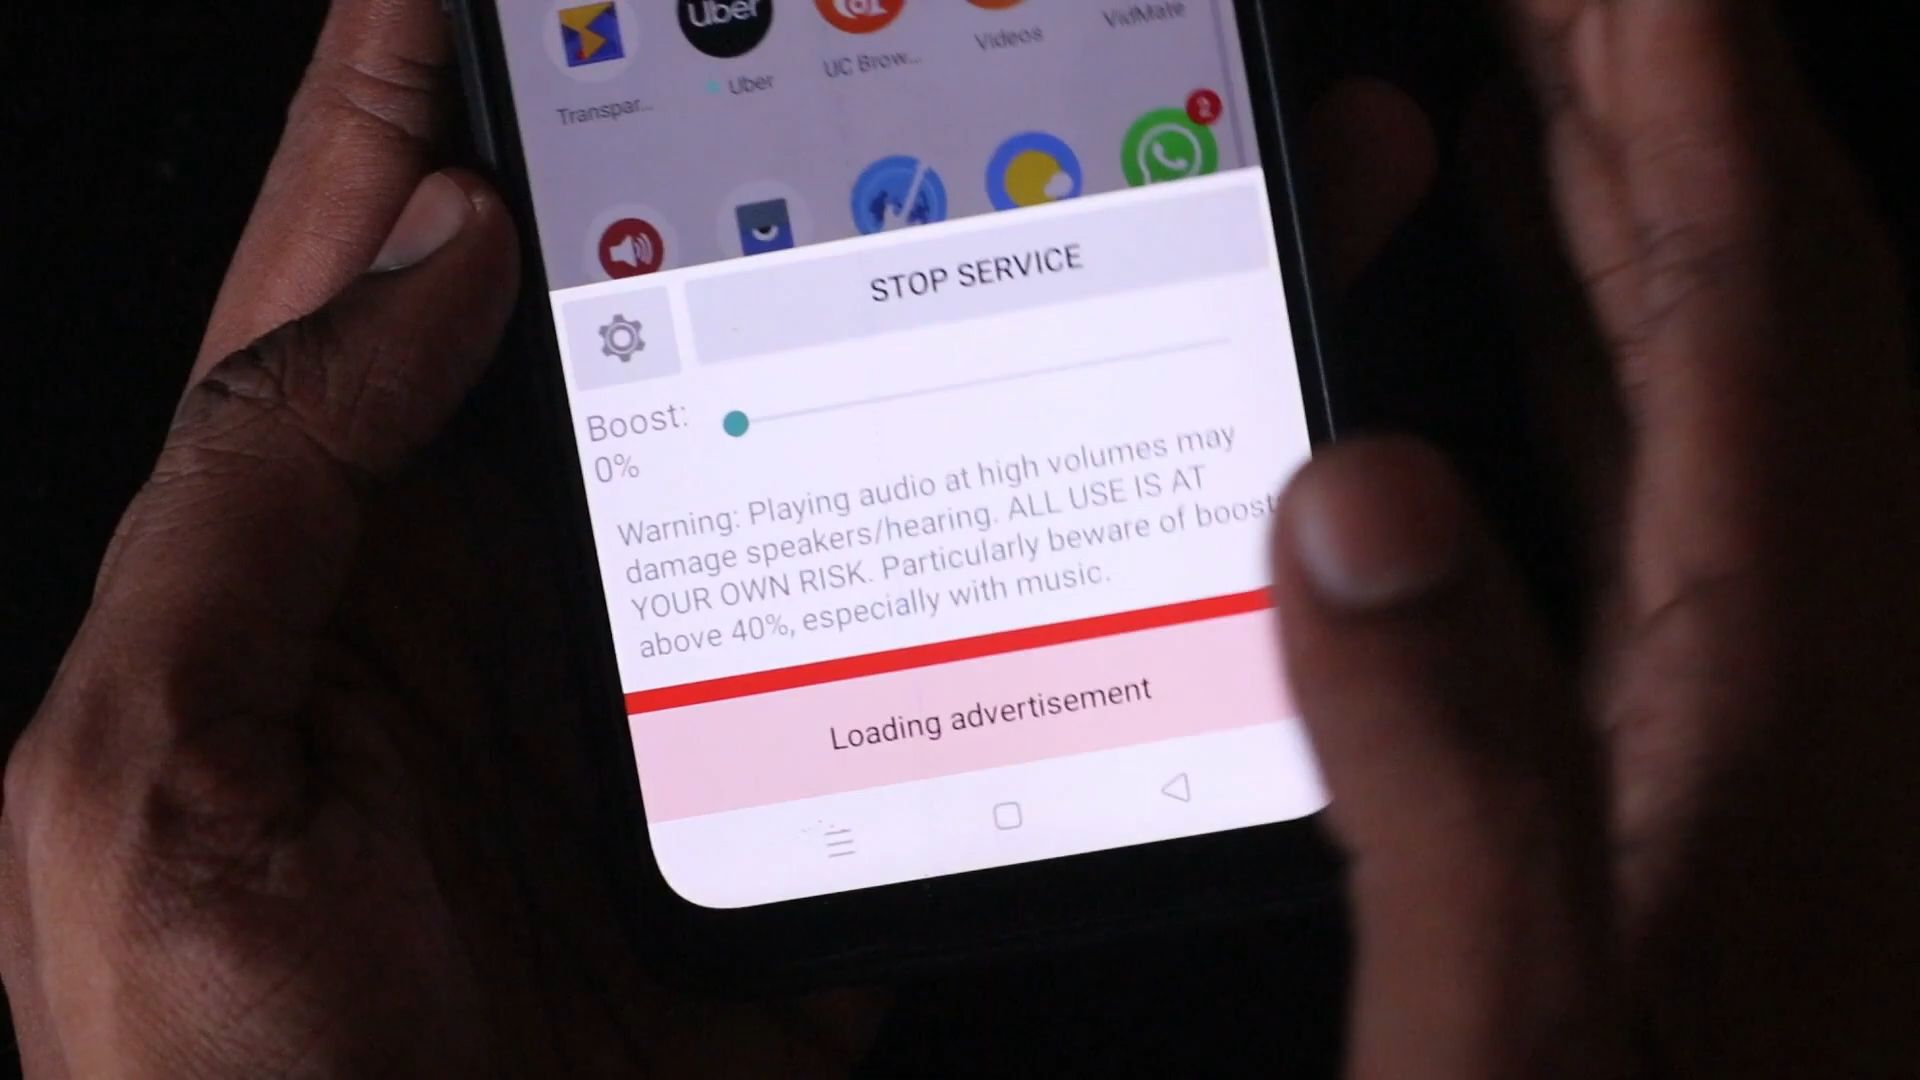 Uber
Transpar...
Uber
UC Brow...
Videos
VidMate
2
STOP SERVICE
Boost:
0%
Warning: Playing audio at high volumes may
damage speakers/hearing. ALL USE IS AT
YOUR OWN RISK. Particularly beware of boost
above 40%, especially with music.
Loading advertisement